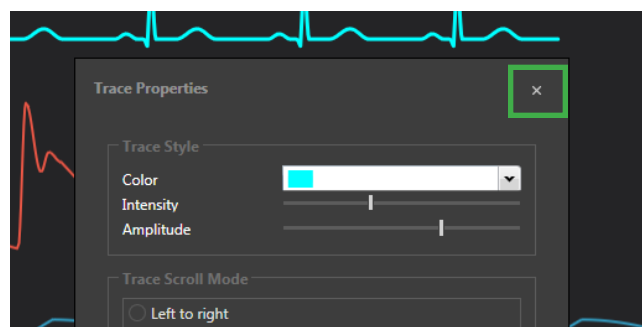 Trace Properties
Trace Style
Color
Intensity
Amplitude
Trace Scroll Mode
Left to right